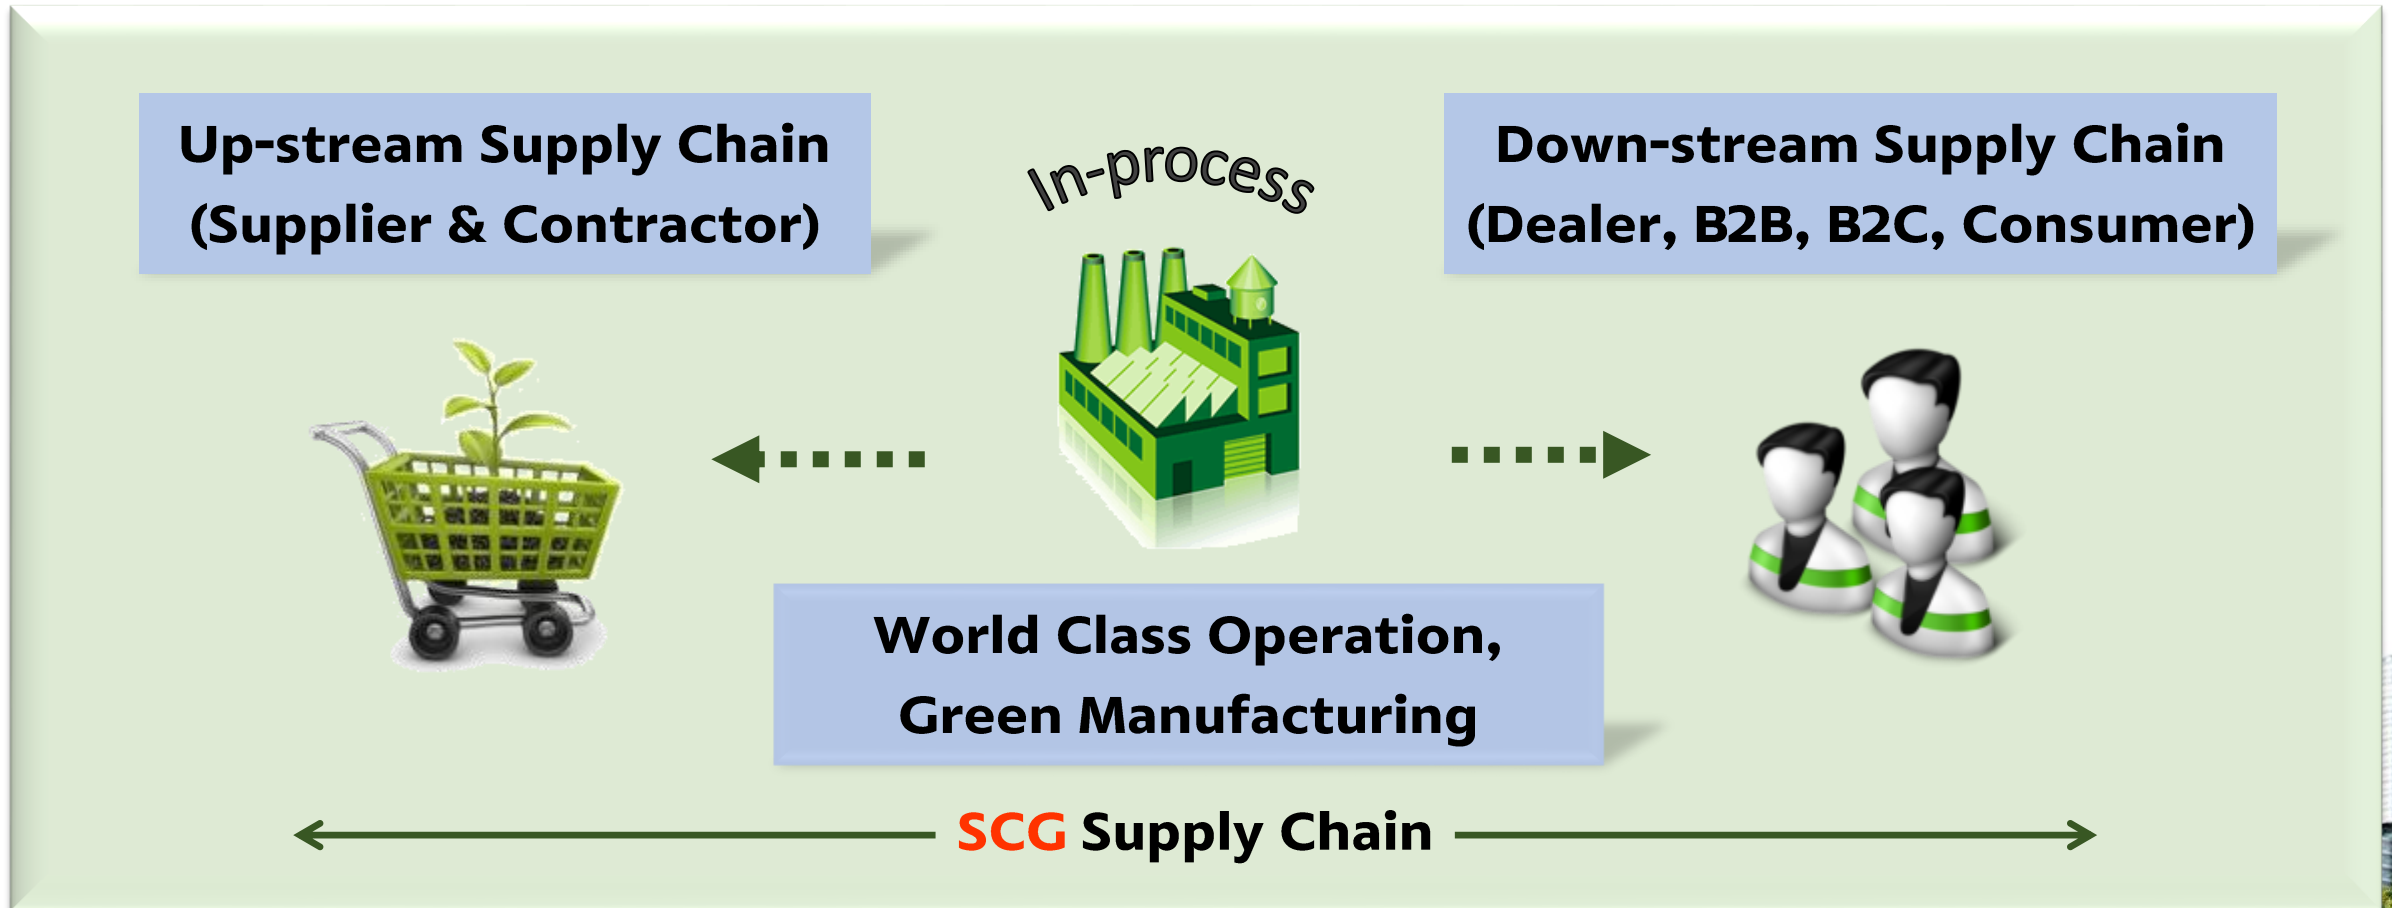 Up-stream Supply Chain
(Supplier & Contractor)
In-process
Down-stream Supply Chain
(Dealer, B2B, B2C, Consumer)
World Class Operation,
Green Manufacturing
SCG Supply Chain